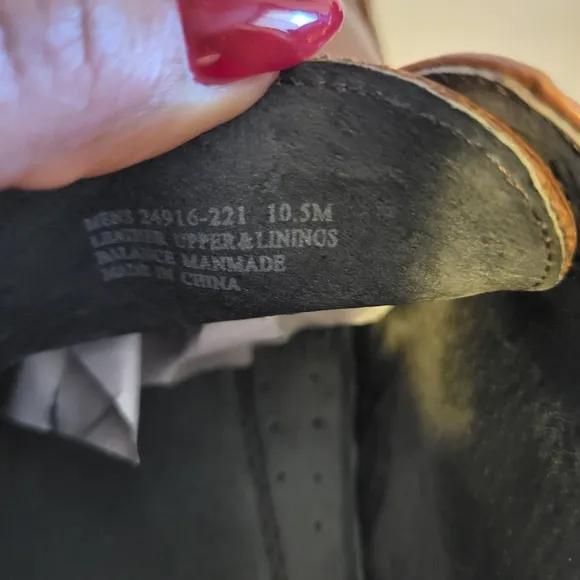 MENS 24916-221 10.5M
LEATHER UPPER & LININGS
BALANCE MANMADE
MADE IN CHINA